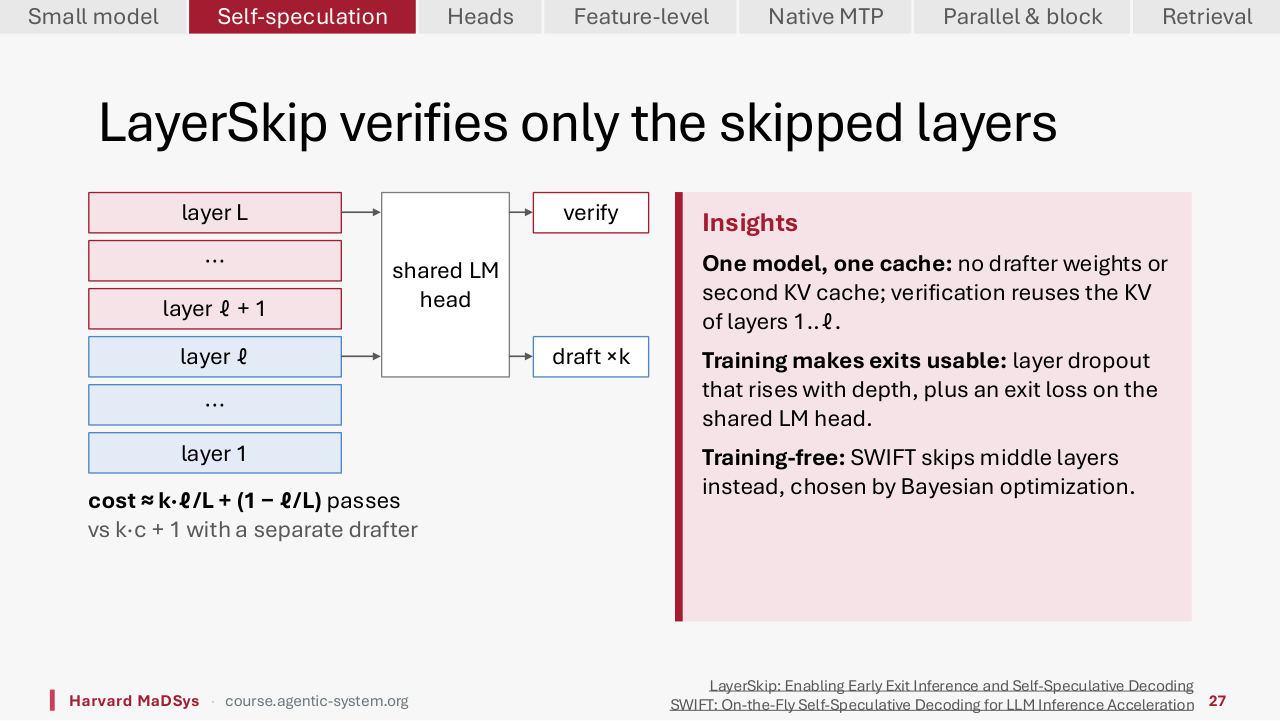 Small model
Self-speculation
Heads
Feature-level
Native MTP
Parallel & block
Retrieval
LayerSkip verifies only the skipped layers
layer L
...
layer ℓ + 1
layer ℓ
...
layer 1
shared LM
head
verify
draft ×k
cost ≈ k·ℓ/L + (1 − ℓ/L) passes
vs k·c + 1 with a separate drafter
Insights
One model, one cache: no drafter weights or
second KV cache; verification reuses the KV
of layers 1..ℓ.
Training makes exits usable: layer dropout
that rises with depth, plus an exit loss on the
shared LM head.
Training-free: SWIFT skips middle layers
instead, chosen by Bayesian optimization.
Harvard MaDSys · course.agentic-system.org
LayerSkip: Enabling Early Exit Inference and Self-Speculative Decoding
SWIFT: On-the-Fly Self-Speculative Decoding for LLM Inference Acceleration
27